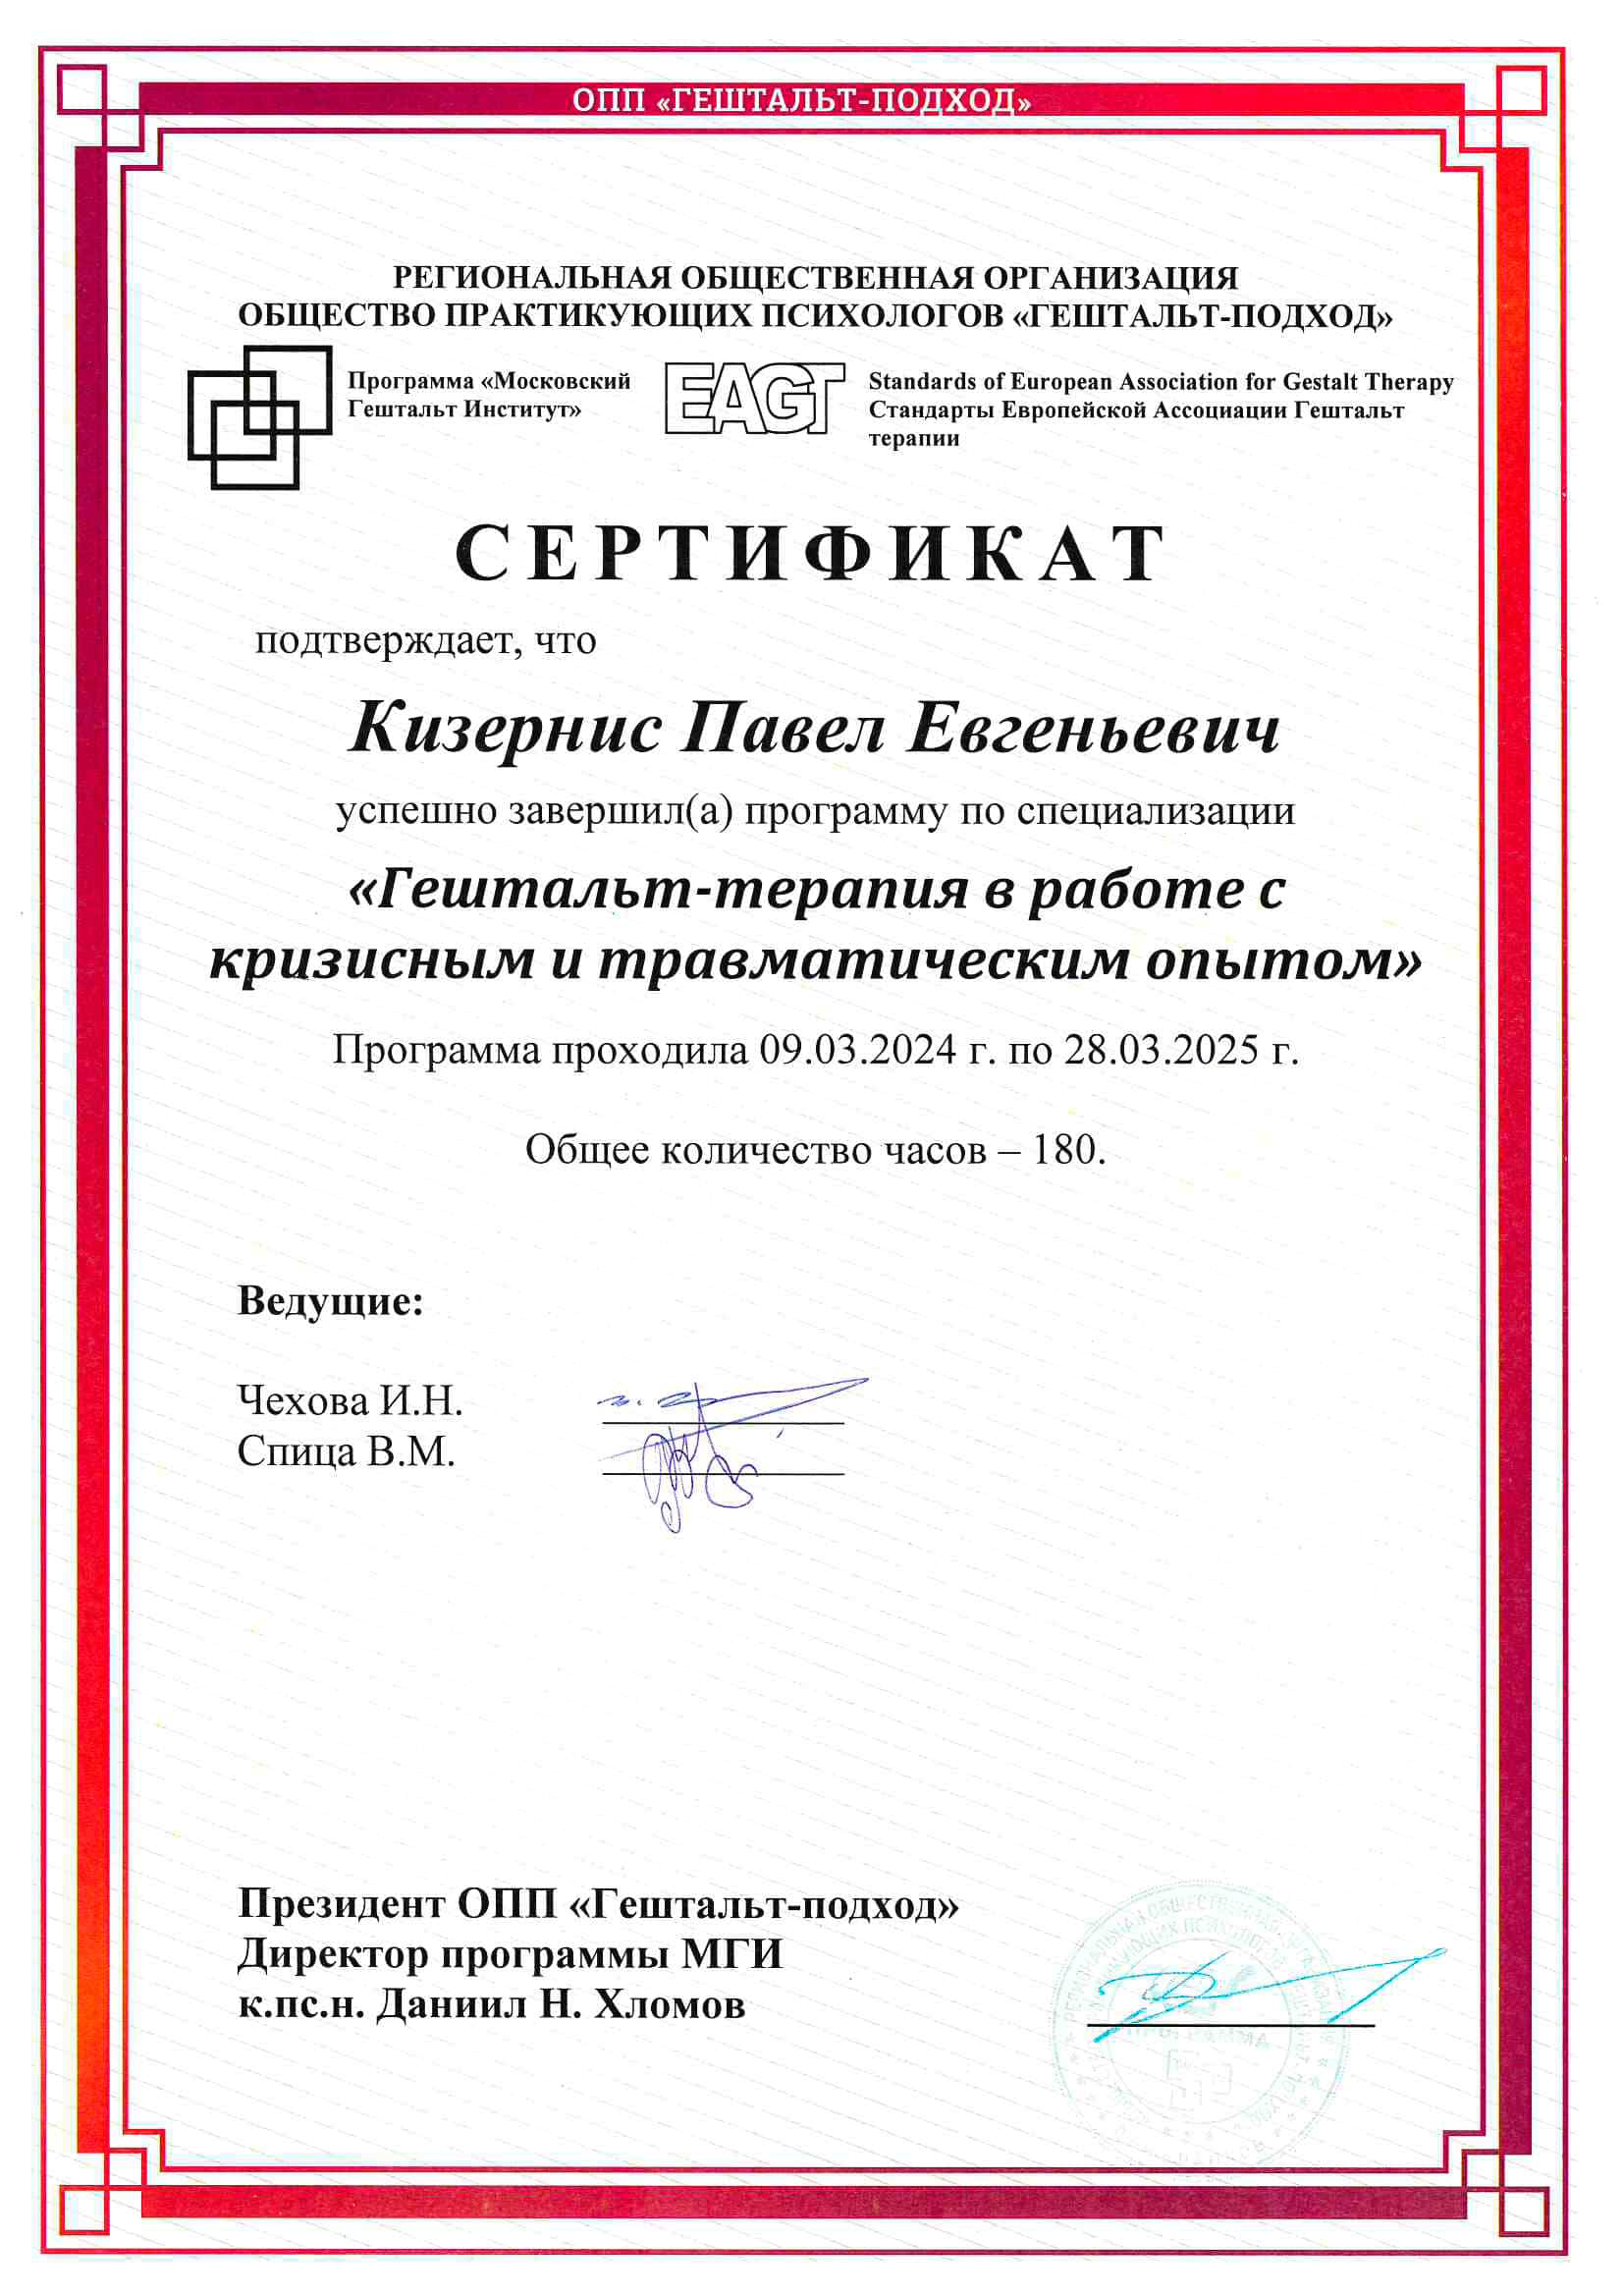 ОПП «ГЕШТАЛЬТ-ПОДХОД»
РЕГИОНАЛЬНАЯ ОБЩЕСТВЕННАЯ ОРГАНИЗАЦИЯ
ОБЩЕСТВО ПРАКТИКУЮЩИХ ПСИХОЛОГОВ «ГЕШТАЛЬТ-ПОДХОД»
Программа «Московский
Гештальт Институт»
EAGT
Standards of European Association for Gestalt Therapy
Стандарты Европейской Ассоциации Гештальт
терапии
СЕРТИФИКАТ
подтверждает, что
Кизернис Павел Евгеньевич
успешно завершил(а) программу по специализации
«Гештальт-терапия в работе с
кризисным и травматическим опытом»
Программа проходила 09.03.2024 г. по 28.03.2025 г.
Общее количество часов – 180.
Ведущие:
Чехова И.Н.
Спица В.М.
Президент ОПП «Гештальт-подход»
Директор программы МГИ
к.пс.н. Даниил Н. Хломов
ПРОГРАММА